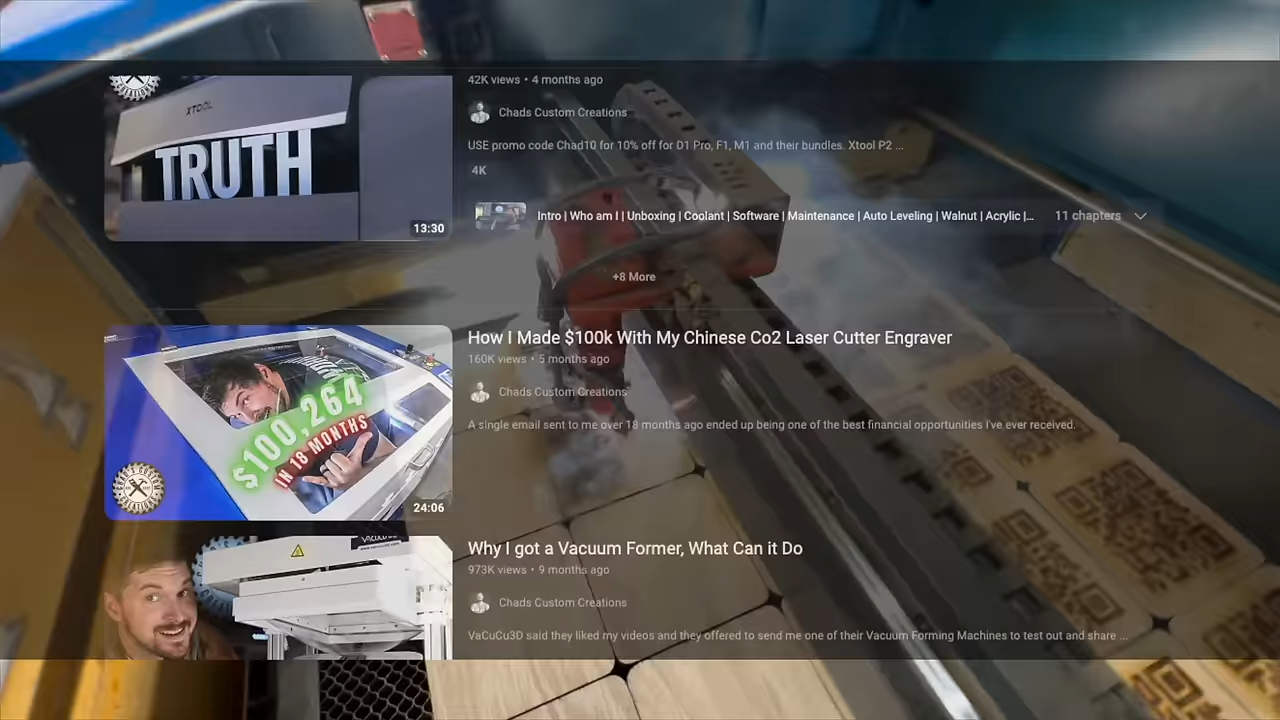 42K views • 4 months ago
XTOOL
TRUTH
Chads Custom Creations
USE promo code Chad10 for 10% off for D1 Pro, F1, M1 and their bundles. Xtool P2 ...
4K
13:30
Intro | Who am I | Unboxing | Coolant | Software | Maintenance | Auto Leveling | Walnut | Acrylic |...
11 chapters
+8 More
How I Made $100k With My Chinese Co2 Laser Cutter Engraver
160K views • 5 months ago
Chads Custom Creations
A single email sent to me over 18 months ago ended up being one of the best financial opportunities I've ever received.
$100,264
IN 18 MONTHS
24:06
Why I got a Vacuum Former, What Can it Do
973K views • 9 months ago
Chads Custom Creations
VaCuCu3D said they liked my videos and they offered to send me one of their Vacuum Forming Machines to test out and share ...